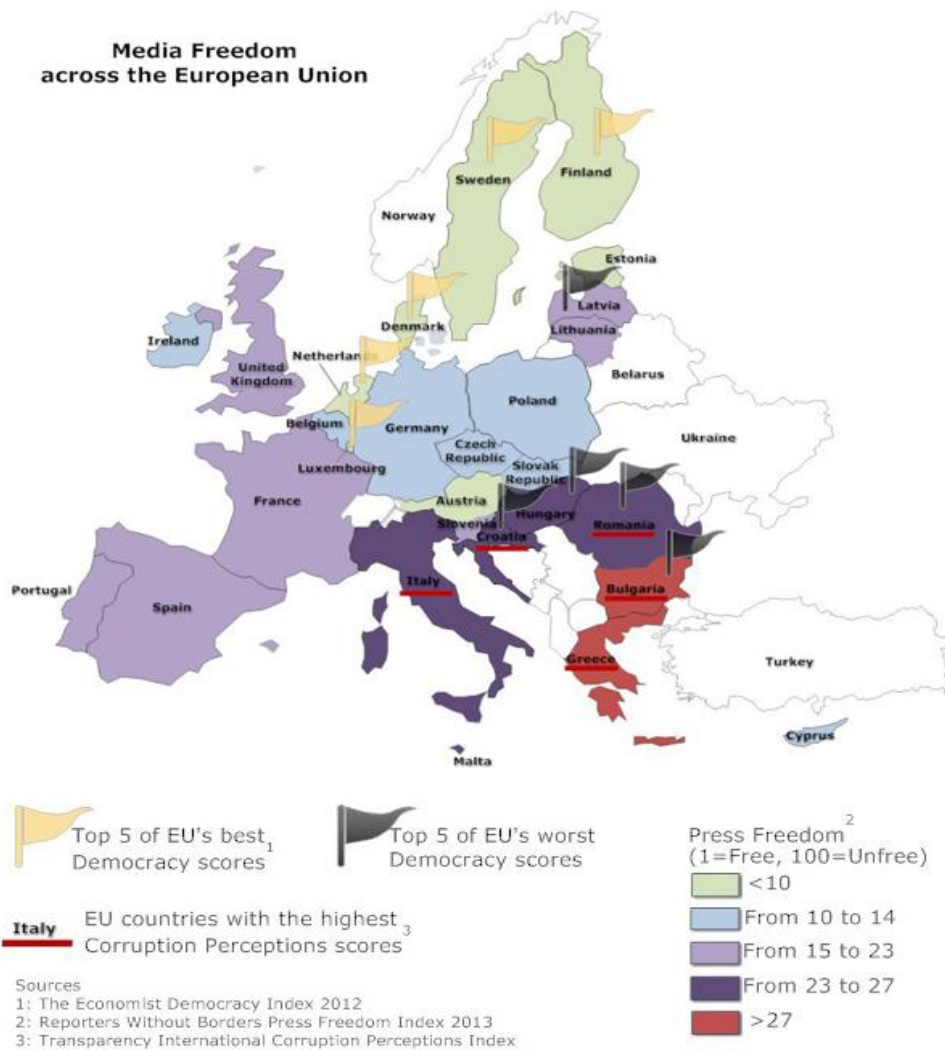 Media Freedom
across the European Union
Sweden
Finland
Norway
Estonia
Latvia
Denmark
Lithuania
Ireland
Netherlands
United
Kingdom
Belarus
Poland
Belgium
Germany
Ukraine
Czech
Republic
Slovak
Republic
Luxembourg
France
Austria
Hungary
Slovenia
Romania
Croatia
Italy
Bulgaria
Portugal
Spain
Greece
Turkey
Cyprus
Malta
Top 5 of EU's best
Democracy scores 1
Top 5 of EU's worst
Democracy scores
Italy
EU countries with the highest
Corruption Perceptions scores 3
Press Freedom 2
(1=Free, 100=Unfree)
<10
From 10 to 14
From 15 to 23
From 23 to 27
>27
Sources
1: The Economist Democracy Index 2012
2: Reporters Without Borders Press Freedom Index 2013
3: Transparency International Corruption Perceptions Index